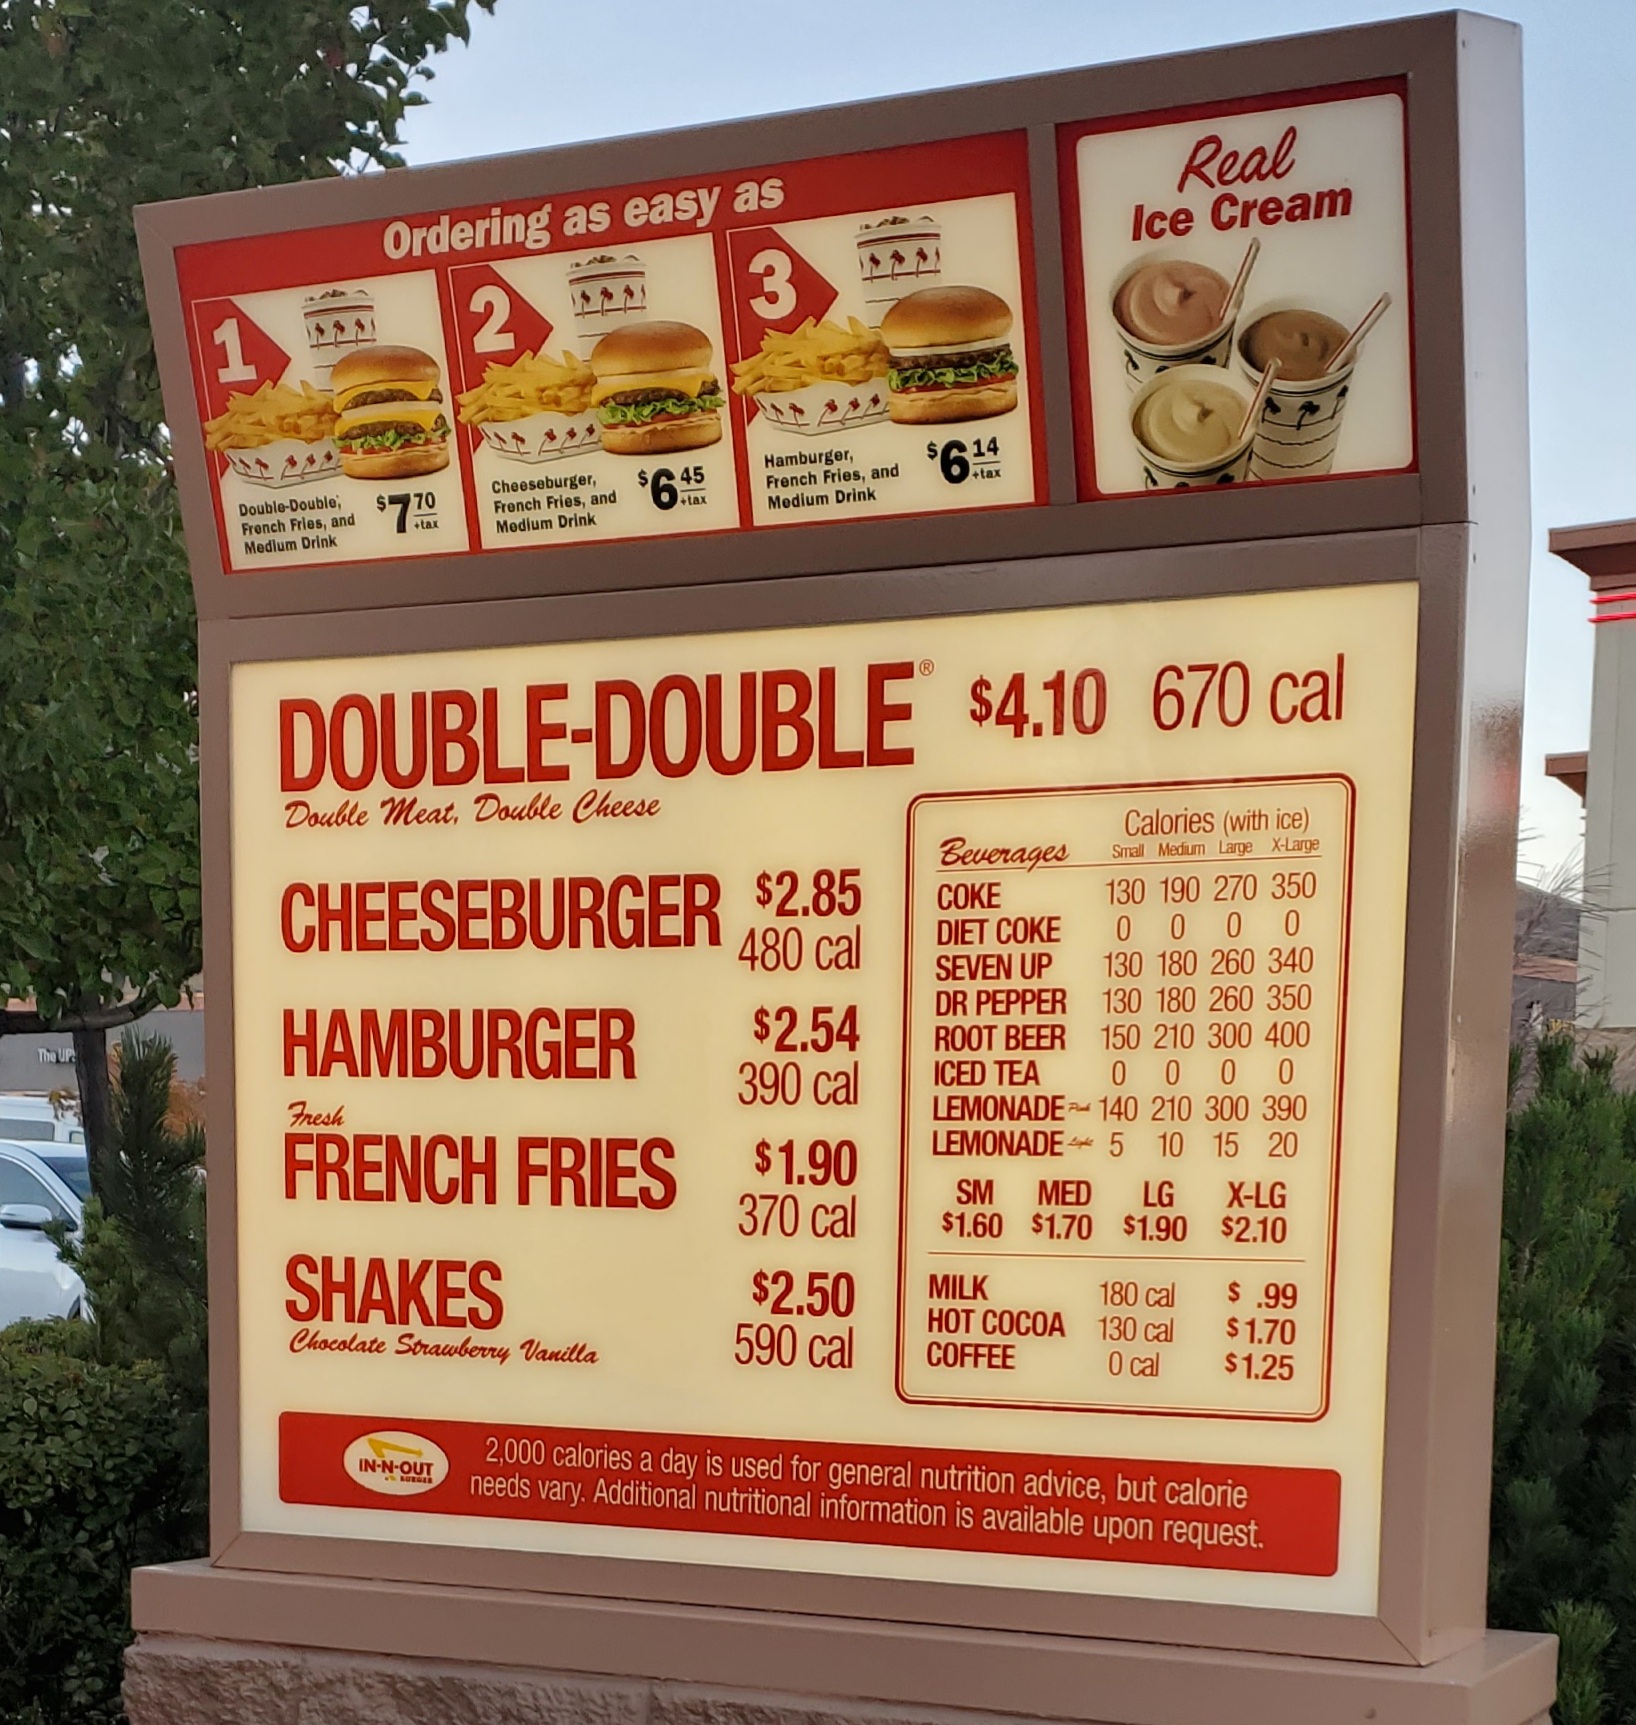 Ordering as easy as
1
Double-Double,
French Fries, and
Medium Drink
$7 70
+tax
2
Cheeseburger,
French Fries, and
Medium Drink
$6 45
+tax
3
Hamburger,
French Fries, and
Medium Drink
$6 14
+tax
Real
Ice Cream
DOUBLE-DOUBLE® $4.10 670 cal
Double Meat, Double Cheese
CHEESEBURGER $2.85
480 cal
HAMBURGER $2.54
390 cal
Fresh
FRENCH FRIES $1.90
370 cal
SHAKES $2.50
Chocolate Strawberry Vanilla 590 cal
Calories (with ice)
Beverages Small Medium Large X-Large
COKE 130 190 270 350
DIET COKE 0 0 0 0
SEVEN UP 130 180 260 340
DR PEPPER 130 180 260 350
ROOT BEER 150 210 300 400
ICED TEA 0 0 0 0
LEMONADE Pink 140 210 300 390
LEMONADE Light 5 10 15 20
SM MED LG X-LG
$1.60 $1.70 $1.90 $2.10
MILK 180 cal $ .99
HOT COCOA 130 cal $1.70
COFFEE 0 cal $1.25
IN-N-OUT
BURGER
2,000 calories a day is used for general nutrition advice, but calorie
needs vary. Additional nutritional information is available upon request.
The UPS